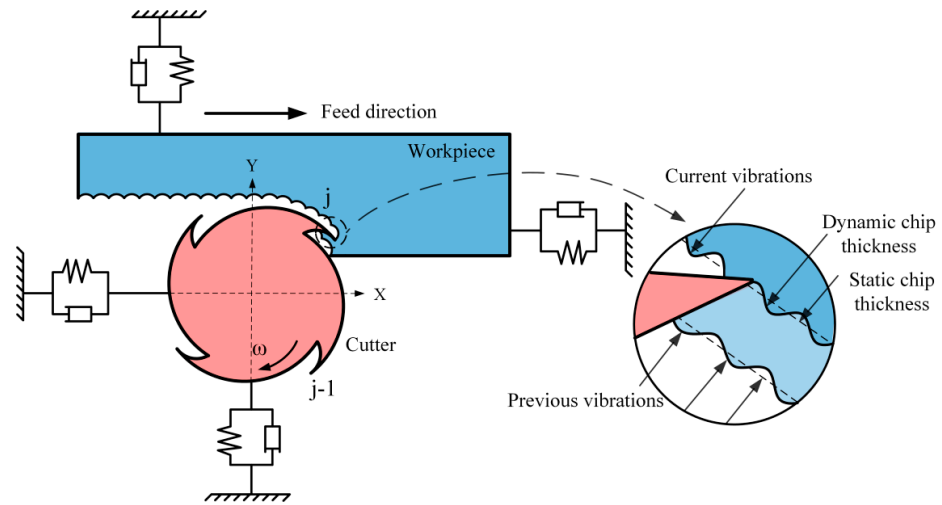 Feed direction
Workpiece
Y
j
Current vibrations
Dynamic chip
thickness
Static chip
thickness
X
ω
Cutter
j-1
Previous vibrations